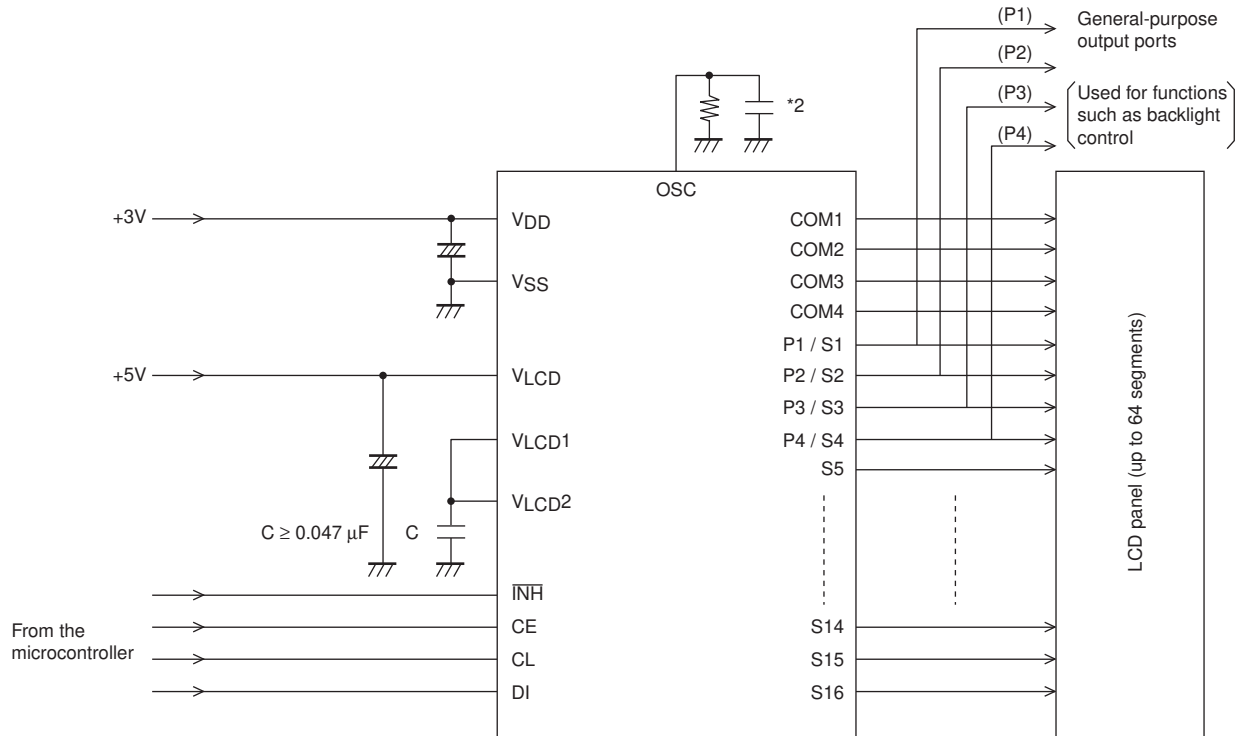 (P1)
General-purpose
output ports
(P2)
(P3)
Used for functions
such as backlight
control
(P4)
*2
OSC
+3V
VDD
VSS
+5V
VLCD
VLCD1
VLCD2
C ≥ 0.047 μF
C
From the
microcontroller
INH
CE
CL
DI
COM1
COM2
COM3
COM4
P1 / S1
P2 / S2
P3 / S3
P4 / S4
S5
S14
S15
S16
LCD panel (up to 64 segments)